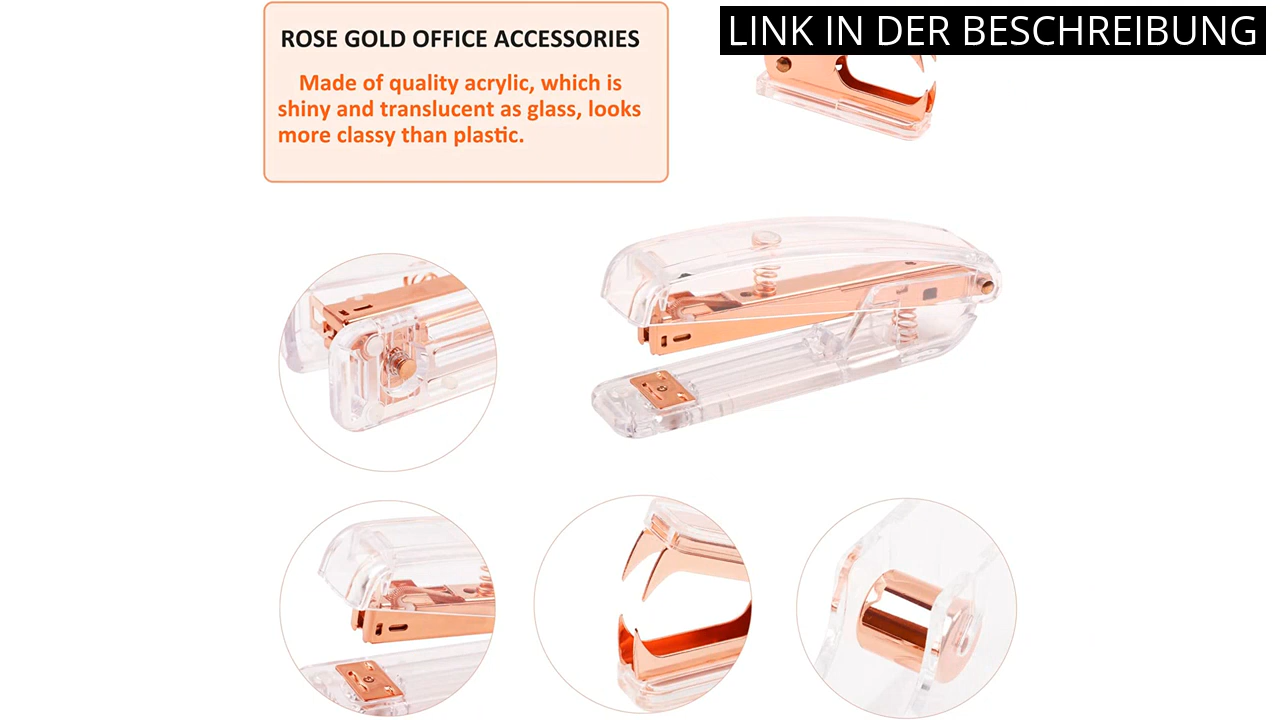 LINK IN DER BESCHREIBUNG
ROSE GOLD OFFICE ACCESSORIES
Made of quality acrylic, which is
shiny and translucent as glass, looks
more classy than plastic.